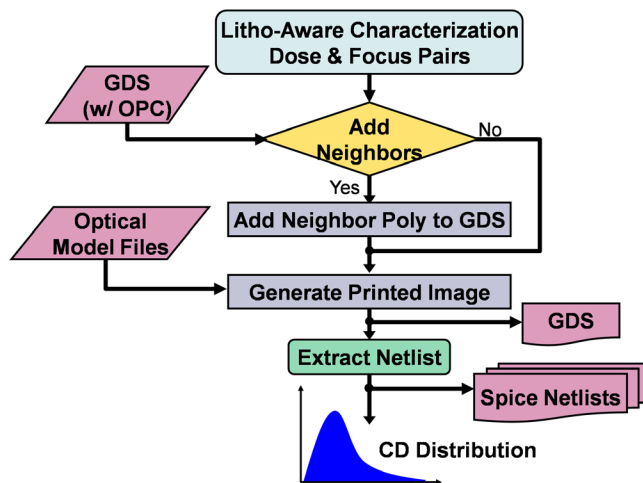 Litho-Aware Characterization
Dose & Focus Pairs
GDS
(w/ OPC)
Add
Neighbors
No
Yes
Add Neighbor Poly to GDS
Optical
Model Files
Generate Printed Image
GDS
Extract Netlist
Spice Netlists
CD Distribution